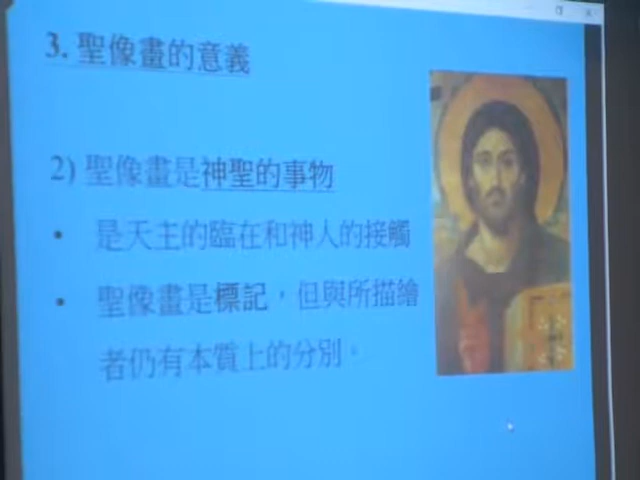 3. 聖像畫的意義
2) 聖像畫是神聖的事物
• 是天主的臨在和神人的接觸
• 聖像畫是標記，但與所描繪
者仍有本質上的分別。